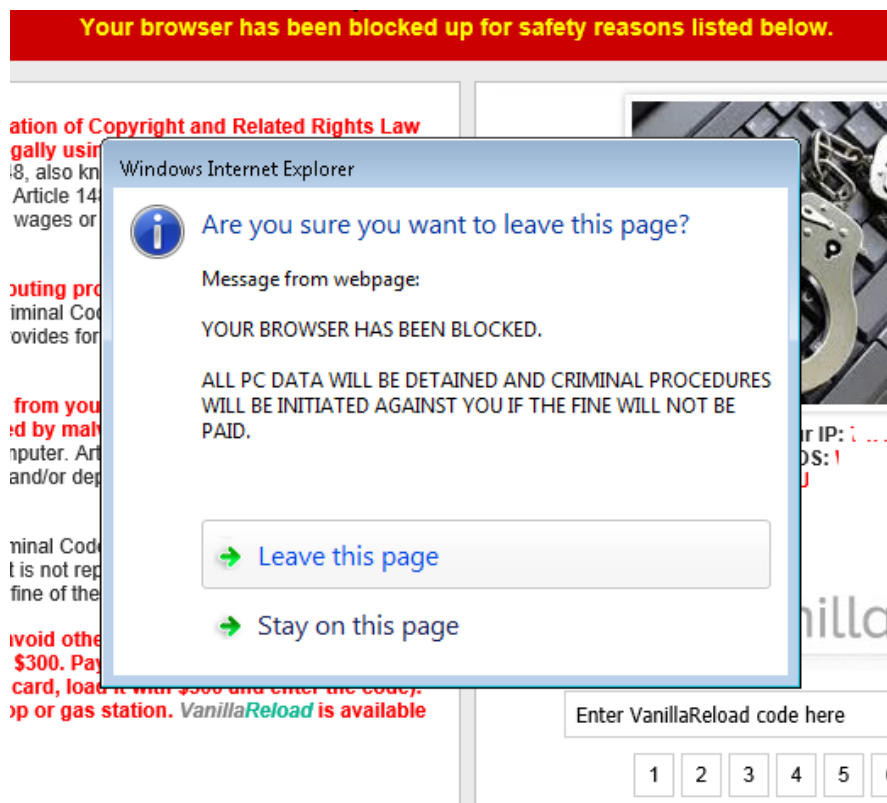 Your browser has been blocked up for safety reasons listed below.
ation of Copyright and Related Rights Law
gally usin
8, also kn
Article 148
wages or
outing pro
iminal Cod
ovides for
from you
ed by malw
nputer. Art
and/or dep
minal Code
t is not rep
fine of the
avoid othe
$300. Pay
card, load it with $300 and enter the code).
op or gas station. VanillaReload is available
Windows Internet Explorer
Are you sure you want to leave this page?
Message from webpage:
YOUR BROWSER HAS BEEN BLOCKED.
ALL PC DATA WILL BE DETAINED AND CRIMINAL PROCEDURES
WILL BE INITIATED AGAINST YOU IF THE FINE WILL NOT BE
PAID.
Leave this page
Stay on this page
r IP:
OS:
nilla
Enter VanillaReload code here
1 2 3 4 5